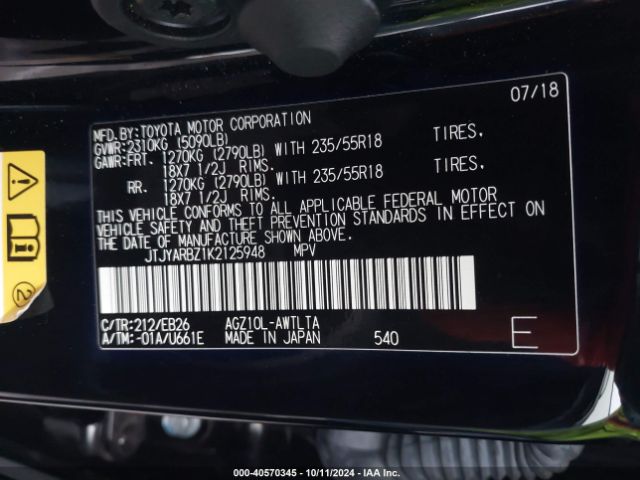 07/18
MFD. BY: TOYOTA MOTOR CORPORATION
GVWR: 2310KG (5090LB)
GAWR: FRT. 1270KG (2790LB) WITH 235/55R18 TIRES.
18X7 1/2J RIMS.
RR. 1270KG (2790LB) WITH 235/55R18 TIRES.
18X7 1/2J RIMS.
THIS VEHICLE CONFORMS TO ALL APPLICABLE FEDERAL MOTOR
VEHICLE SAFETY AND THEFT PREVENTION STANDARDS IN EFFECT ON
THE DATE OF MANUFACTURE SHOWN ABOVE.
JTJYARBZ1K2125948 MPV
C/TR: 212/EB26 AGZ10L-AWTLTA
A/TM: -01A/U661E MADE IN JAPAN 540 E
2
000-40570345 | 10/11/2024 - IAA Inc.